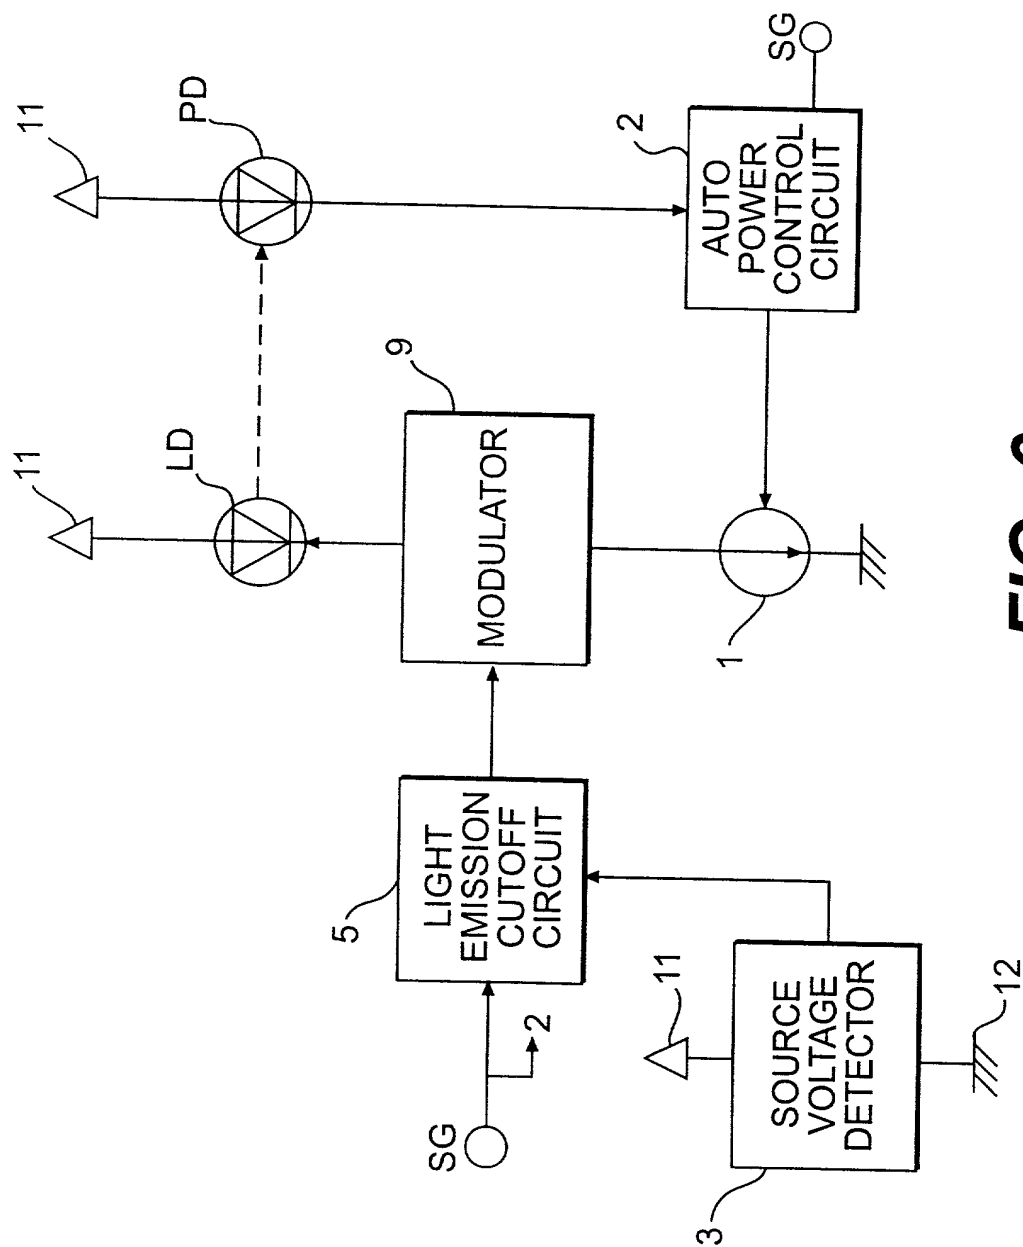 11
11
PD
LD
SG
2
AUTO
POWER
CONTROL
CIRCUIT
9
MODULATOR
1
5
LIGHT
EMISSION
CUTOFF
CIRCUIT
SG
2
11
SOURCE
VOLTAGE
DETECTOR
12
3